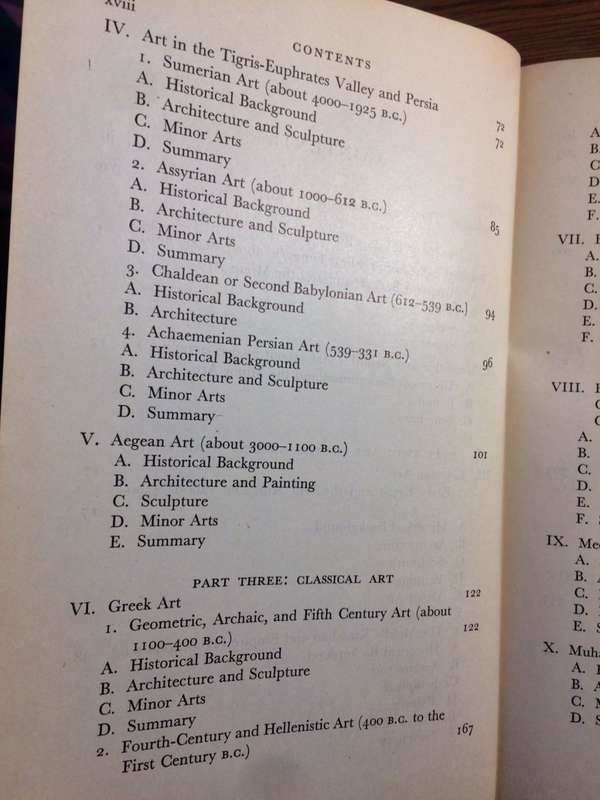 xviii
CONTENTS
IV. Art in the Tigris-Euphrates Valley and Persia 72
1. Sumerian Art (about 4000–1925 B.C.) 72
A. Historical Background
B. Architecture and Sculpture
C. Minor Arts
D. Summary
2. Assyrian Art (about 1000–612 B.C.) 85
A. Historical Background
B. Architecture and Sculpture
C. Minor Arts
D. Summary
3. Chaldean or Second Babylonian Art (612–539 B.C.) 94
A. Historical Background
B. Architecture
4. Achaemenian Persian Art (539–331 B.C.) 96
A. Historical Background
B. Architecture and Sculpture
C. Minor Arts
D. Summary
V. Aegean Art (about 3000–1100 B.C.) 101
A. Historical Background
B. Architecture and Painting
C. Sculpture
D. Minor Arts
E. Summary
PART THREE: CLASSICAL ART
VI. Greek Art 122
1. Geometric, Archaic, and Fifth Century Art (about 122
1100–400 B.C.)
A. Historical Background
B. Architecture and Sculpture
C. Minor Arts
D. Summary
2. Fourth-Century and Hellenistic Art (400 B.C. to the 167
First Century B.C.)
A.
B.
C.
D.
E.
F.
VII.
A.
B.
C.
D.
E.
F.
VIII.
A.
B.
C.
D.
E.
F.
IX.
A.
B.
C.
D.
E.
X.
A.
B.
C.
D.